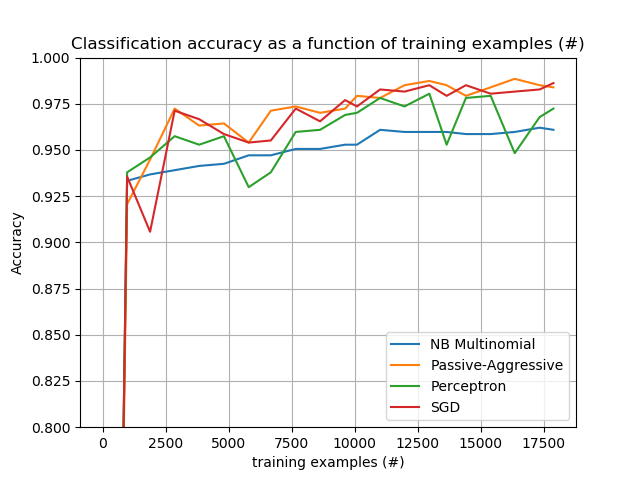 Classification accuracy as a function of training examples (#)
1.000
0.975
0.950
0.925
0.900
0.875
0.850
0.825
0.800
Accuracy
NB Multinomial
Passive-Aggressive
Perceptron
SGD
0 2500 5000 7500 10000 12500 15000 17500
training examples (#)